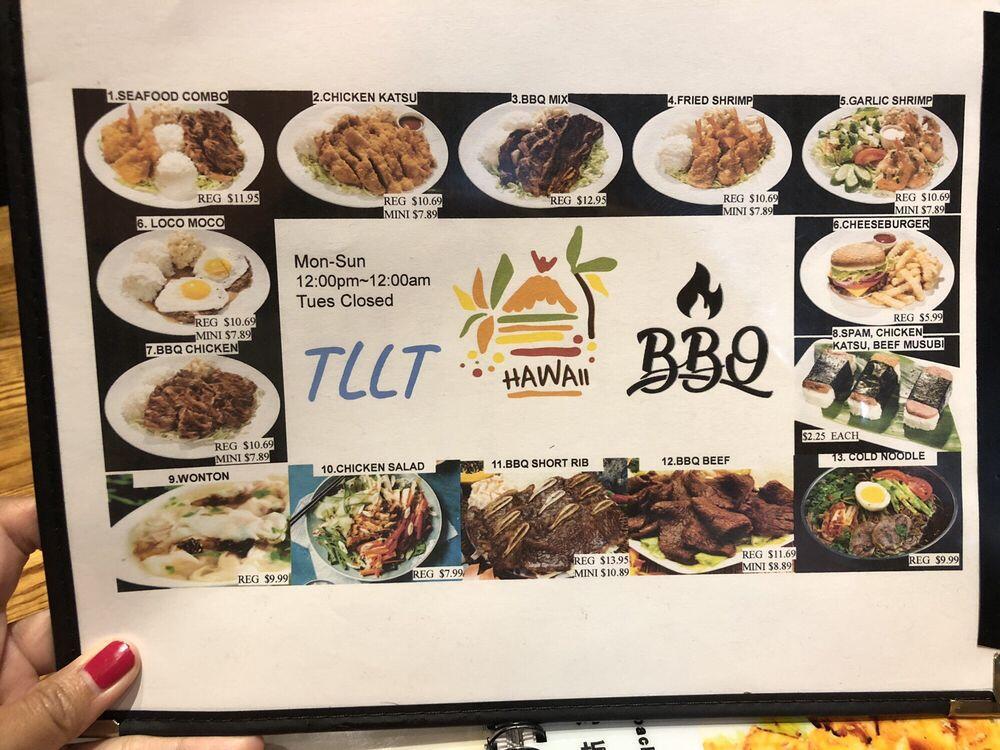 1.SEAFOOD COMBO
REG $11.95
2.CHICKEN KATSU
REG $10.69
MINI $7.89
3.BBQ MIX
REG $12.95
4.FRIED SHRIMP
REG $10.69
MINI $7.89
5.GARLIC SHRIMP
REG $10.69
MINI $7.89
6. LOCO MOCO
REG $10.69
MINI $7.89
Mon-Sun
12:00pm~12:00am
Tues Closed
TLLT
HAWAII
BBQ
6.CHEESEBURGER
REG $5.99
7.BBQ CHICKEN
REG $10.69
MINI $7.89
8.SPAM, CHICKEN
KATSU, BEEF MUSUBI
$2.25 EACH
9.WONTON
REG $9.99
10.CHICKEN SALAD
REG $7.99
11.BBQ SHORT RIB
REG $13.95
MINI $10.89
12.BBQ BEEF
REG $11.69
MINI $8.89
13. COLD NOODLE
REG $9.99